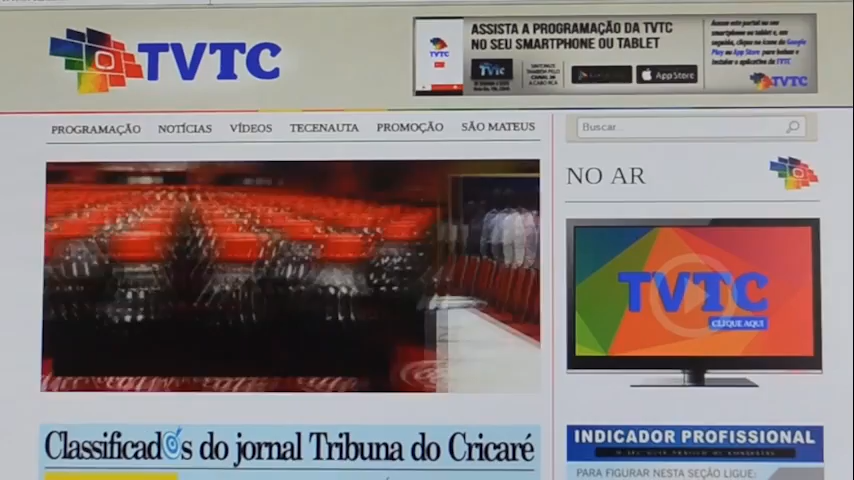 TVTC
ASSISTA A PROGRAMAÇÃO DA TVTC
NO SEU SMARTPHONE OU TABLET
TVTC
App Store
TVTC
PROGRAMAÇÃO NOTÍCIAS VÍDEOS TECENAUTA PROMOÇÃO SÃO MATEUS
Buscar...
NO AR
TVTC
CLIQUE AQUI
Classificados do jornal Tribuna do Cricaré
INDICADOR PROFISSIONAL
PARA FIGURAR NESTA SEÇÃO LIGUE: